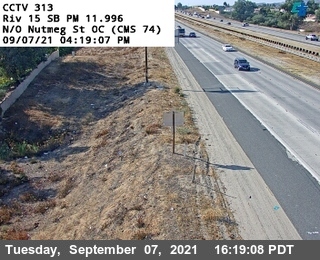 CCTV 313
Riv 15 SB PM 11.996
N/O Nutmeg St OC (CMS 74)
09/07/21 04:19:07 PM
Tuesday, September 07, 2021 16:19:08 PDT